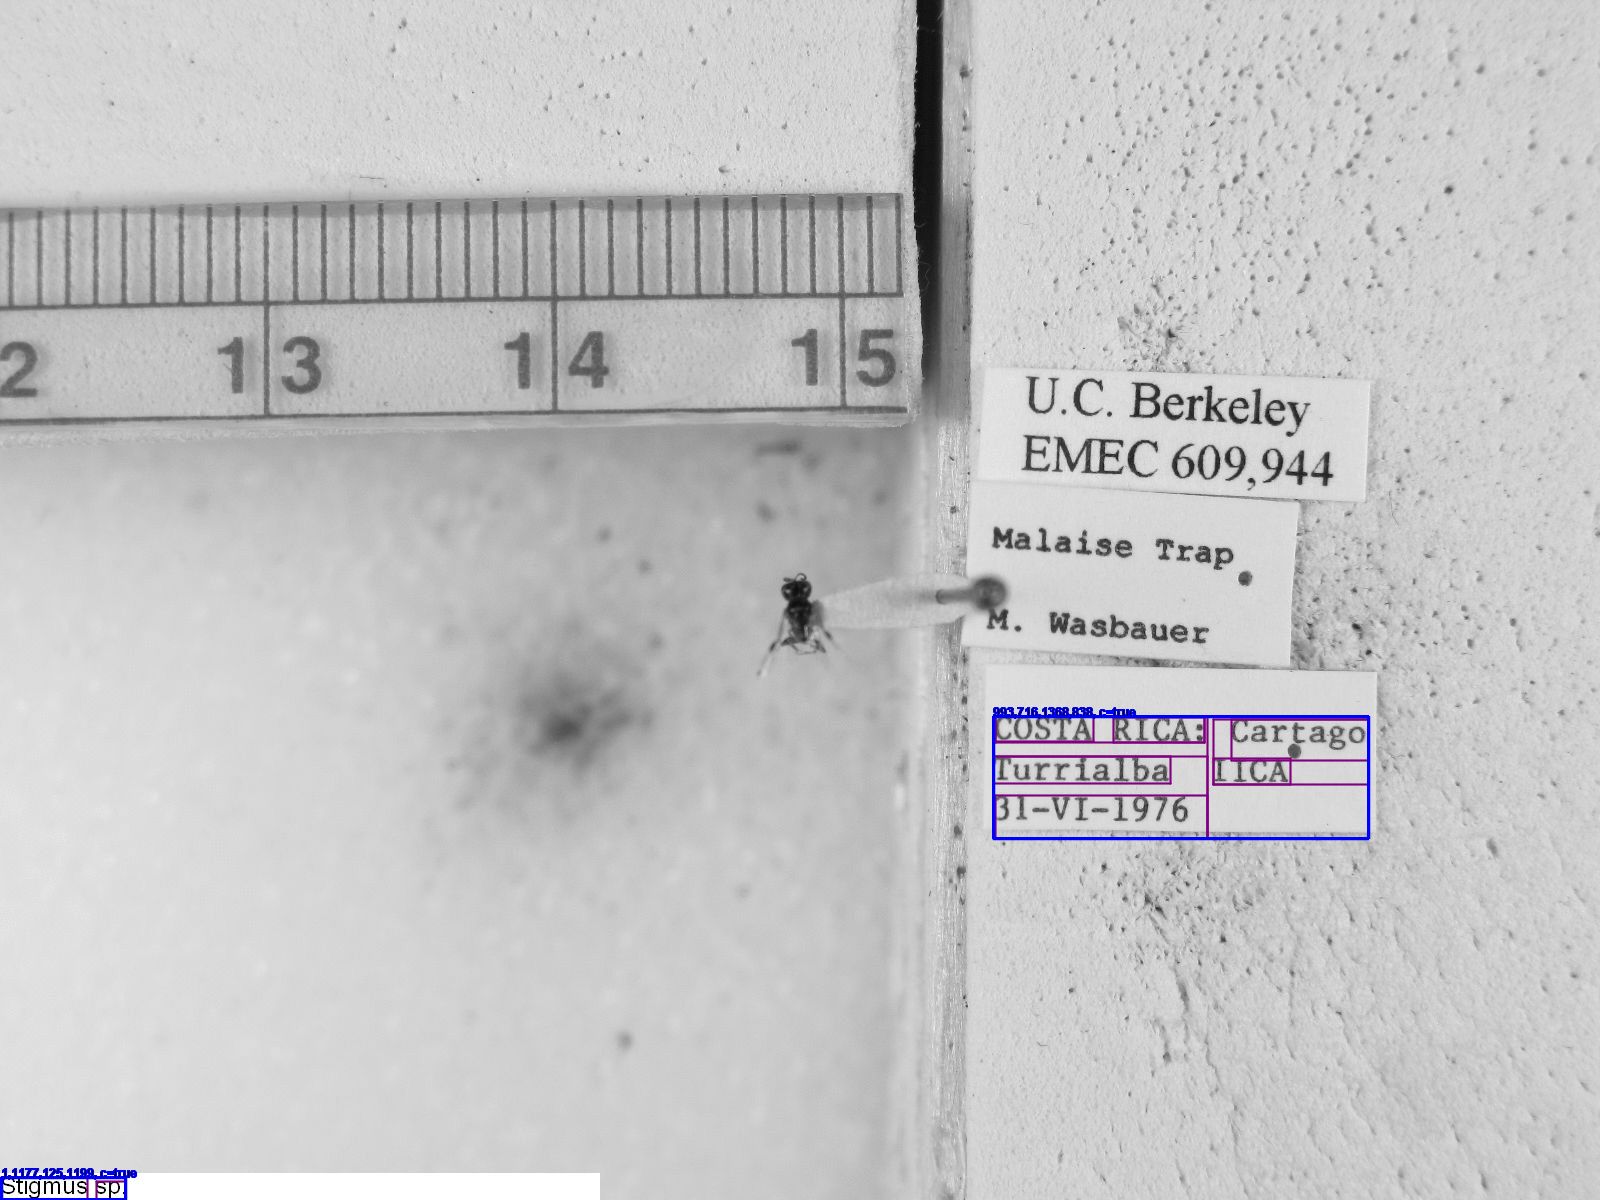 2 13 14 15
U.C. Berkeley
EMEC 609,944
Malaise Trap
M. Wasbauer
993,716,1368,838, c=true
COSTA RICA: Cartago
Turrialba IICA
31-VI-1976
1,1177,125,1199, c=true
Stigmus sp.